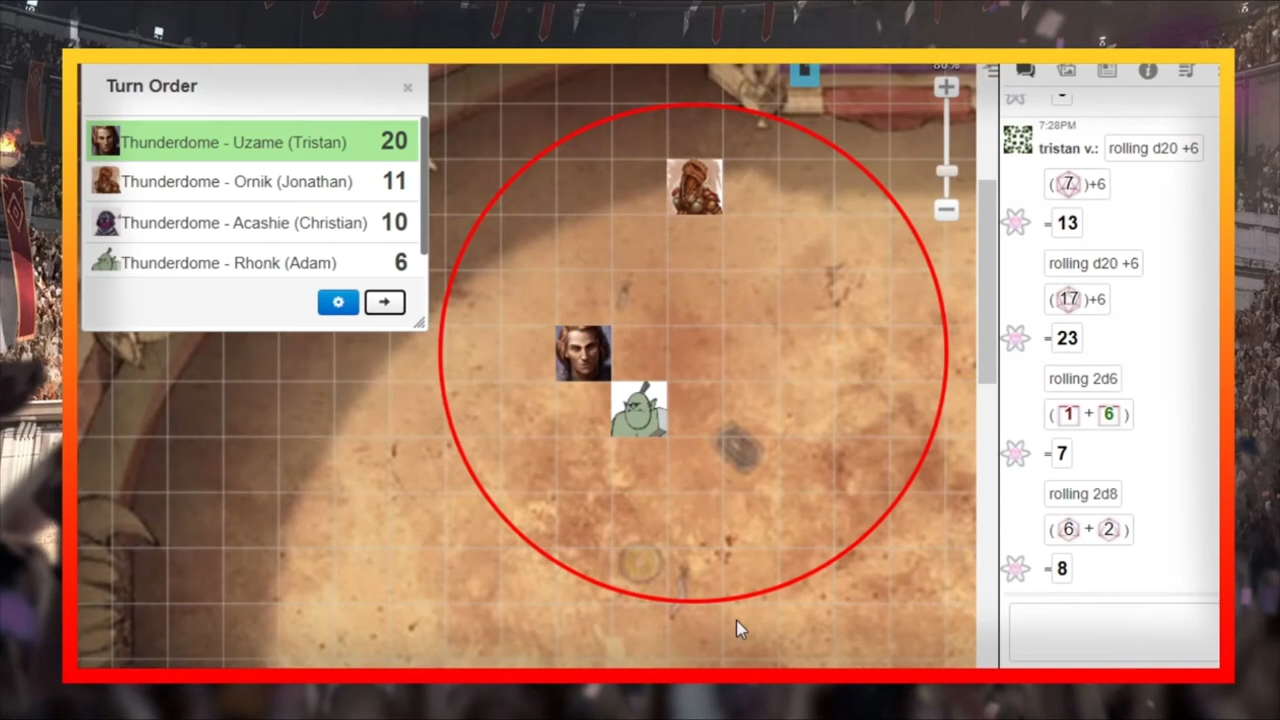 Turn Order ×
Thunderdome - Uzame (Tristan) 20
Thunderdome - Ornik (Jonathan) 11
Thunderdome - Acashie (Christian) 10
Thunderdome - Rhonk (Adam) 6
7:28PM
tristan v.: rolling d20 +6
(7)+6
=13
rolling d20 +6
(17)+6
=23
rolling 2d6
(1 + 6)
=7
rolling 2d8
(6 + 2)
=8